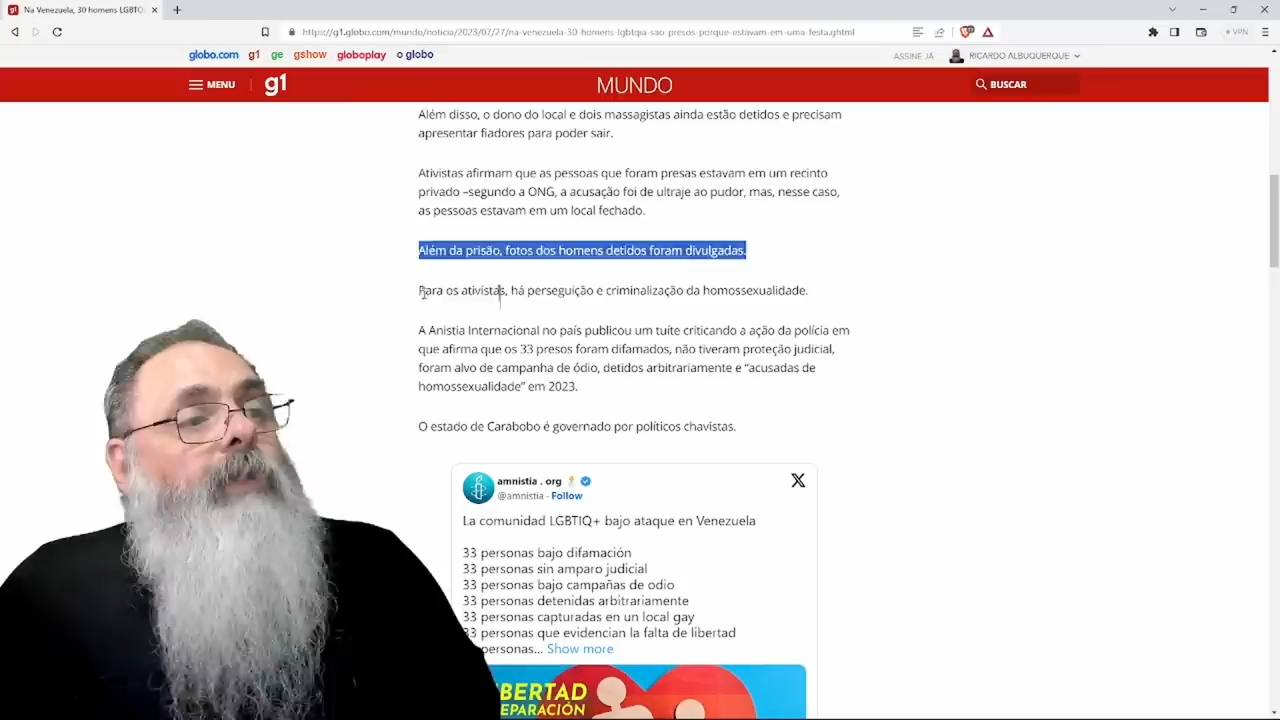 Na Venezuela, 30 homens LGBTQ
https://g1.globo.com/mundo/noticia/2023/07/27/na-venezuela-30-homens-lgbtqia-sao-presos-porque-estavam-em-uma-festa.ghtml
VPN
globo.com g1 ge gshow globoplay o globo
ASSINE JÁ
RICARDO ALBUQUERQUE
MENU
g1
MUNDO
BUSCAR
Além disso, o dono do local e dois massagistas ainda estão detidos e precisam
apresentar fiadores para poder sair.
Ativistas afirmam que as pessoas que foram presas estavam em um recinto
privado –segundo a ONG, a acusação foi de ultraje ao pudor, mas, nesse caso,
as pessoas estavam em um local fechado.
Além da prisão, fotos dos homens detidos foram divulgadas.
Para os ativistas, há perseguição e criminalização da homossexualidade.
A Anistia Internacional no país publicou um tuíte criticando a ação da polícia em
que afirma que os 33 presos foram difamados, não tiveram proteção judicial,
foram alvo de campanha de ódio, detidos arbitrariamente e “acusadas de
homossexualidade” em 2023.
O estado de Carabobo é governado por políticos chavistas.
amnistia . org
@amnistia · Follow
La comunidad LGBTIQ+ bajo ataque en Venezuela
33 personas bajo difamación
33 personas sin amparo judicial
33 personas bajo campañas de odio
33 personas detenidas arbitrariamente
33 personas capturadas en un local gay
33 personas que evidencian la falta de libertad
personas... Show more
IBERTAD
EPARACIÓN